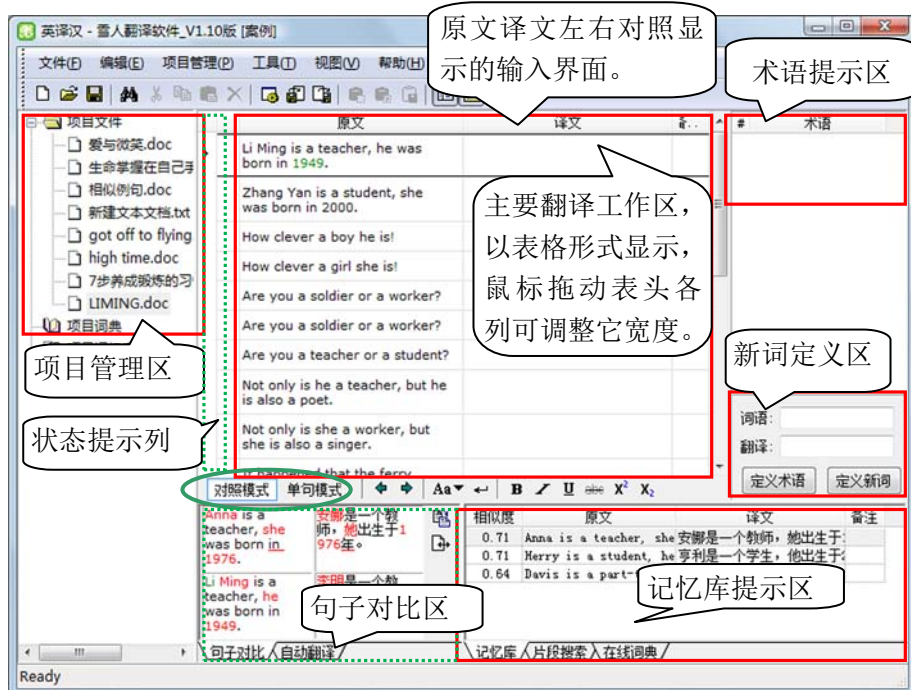 英译汉 - 雪人翻译软件_V1.10版 [案例]
原文译文左右对照显
示的输入界面。
文件(F) 编辑(E) 项目管理(P) 工具(T) 视图(V) 帮助(H)
术语提示区
项目文件
爱与微笑.doc
生命掌握在自己手
相似例句.doc
新建文本文档.txt
got off to flying
high time.doc
7步养成锻炼的习
LIMING.doc
项目词典
项目管理区
状态提示列
原文 译文
Li Ming is a teacher, he was
born in 1949.
Zhang Yan is a student, she
was born in 2000.
How clever a boy he is!
How clever a girl she is!
Are you a soldier or a worker?
Are you a soldier or a worker?
Are you a teacher or a student?
Not only is he a teacher, but he
is also a poet.
Not only is she a worker, but
she is also a singer.
It happened that the ferry
主要翻译工作区，
以表格形式显示，
鼠标拖动表头各
列可调整它宽度。
# 术语
新词定义区
词语:
翻译:
定义术语 定义新词
对照模式 单句模式 Aa B I U abc X² X₂
Anna is a
teacher, she
was born in
1976.
安娜是一个教
师，她出生于1
976年。
Li Ming is a
teacher, he
was born in
1949.
李明是一个教
句子对比区
句子对比 自动翻译
相似度 原文 译文 备注
0.71 Anna is a teacher, she 安娜是一个教师，她出生于:
0.71 Herry is a student, he 亨利是一个学生，他出生于
0.64 Davis is a part-
记忆库提示区
记忆库 片段搜索 在线词典
Ready